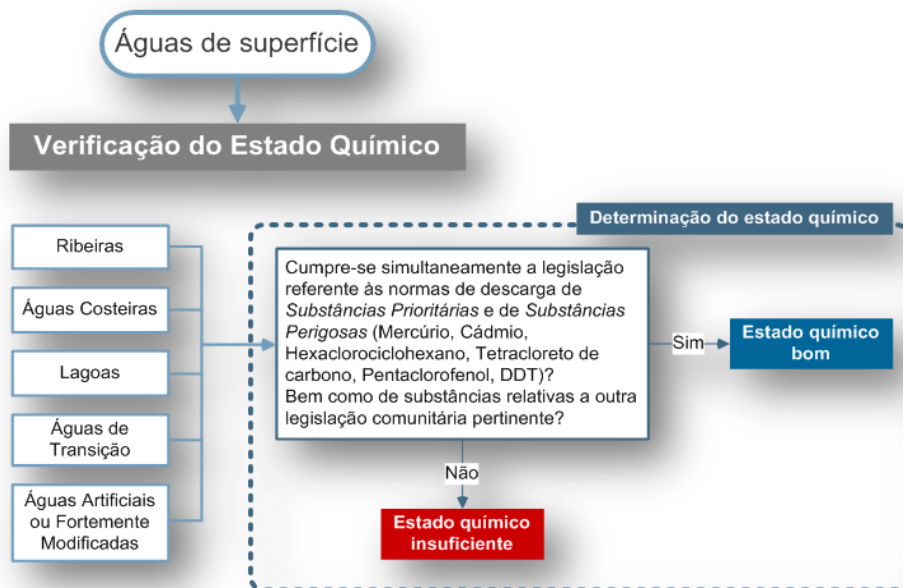 Águas de superfície
Verificação do Estado Químico
Determinação do estado químico
Ribeiras
Águas Costeiras
Lagoas
Águas de
Transição
Águas Artificiais
ou Fortemente
Modificadas
Cumpre-se simultaneamente a legislação
referente às normas de descarga de
Substâncias Prioritárias e de Substâncias
Perigosas (Mercúrio, Cádmio,
Hexaclorociclohexano, Tetracloreto de
carbono, Pentaclorofenol, DDT)?
Bem como de substâncias relativas a outra
legislação comunitária pertinente?
Sim
Estado químico
bom
Não
Estado químico
insuficiente